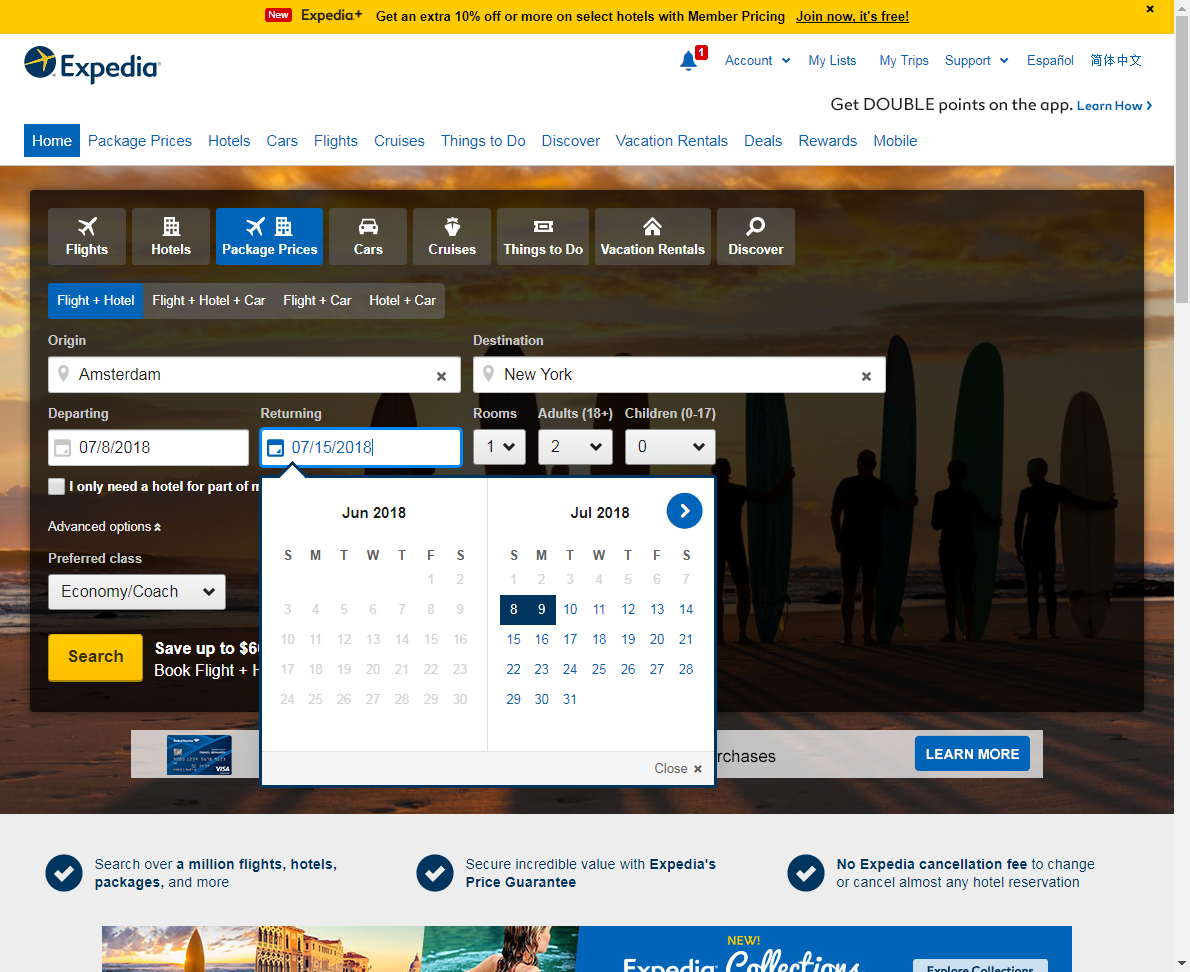 New Expedia+ Get an extra 10% off or more on select hotels with Member Pricing Join now, it's free!
Expedia
1
Account My Lists My Trips Support Español 简体中文
Get DOUBLE points on the app. Learn How
Home Package Prices Hotels Cars Flights Cruises Things to Do Discover Vacation Rentals Deals Rewards Mobile
Flights Hotels Package Prices Cars Cruises Things to Do Vacation Rentals Discover
Flight + Hotel Flight + Hotel + Car Flight + Car Hotel + Car
Origin Destination
Amsterdam New York
Departing Returning Rooms Adults (18+) Children (0-17)
07/8/2018 07/15/2018 1 2 0
I only need a hotel for part of m
Advanced options
Preferred class
Economy/Coach
Search
Save up to $6
Book Flight + H
Jun 2018 Jul 2018
S M T W T F S S M T W T F S
1 2 1 2 3 4 5 6 7
3 4 5 6 7 8 9 8 9 10 11 12 13 14
10 11 12 13 14 15 16 15 16 17 18 19 20 21
17 18 19 20 21 22 23 22 23 24 25 26 27 28
24 25 26 27 28 29 30 29 30 31
Close
VISA
rchases
LEARN MORE
Search over a million flights, hotels,
packages, and more
Secure incredible value with Expedia's
Price Guarantee
No Expedia cancellation fee to change
or cancel almost any hotel reservation
NEW!
Expedia Collections
Explore Collections